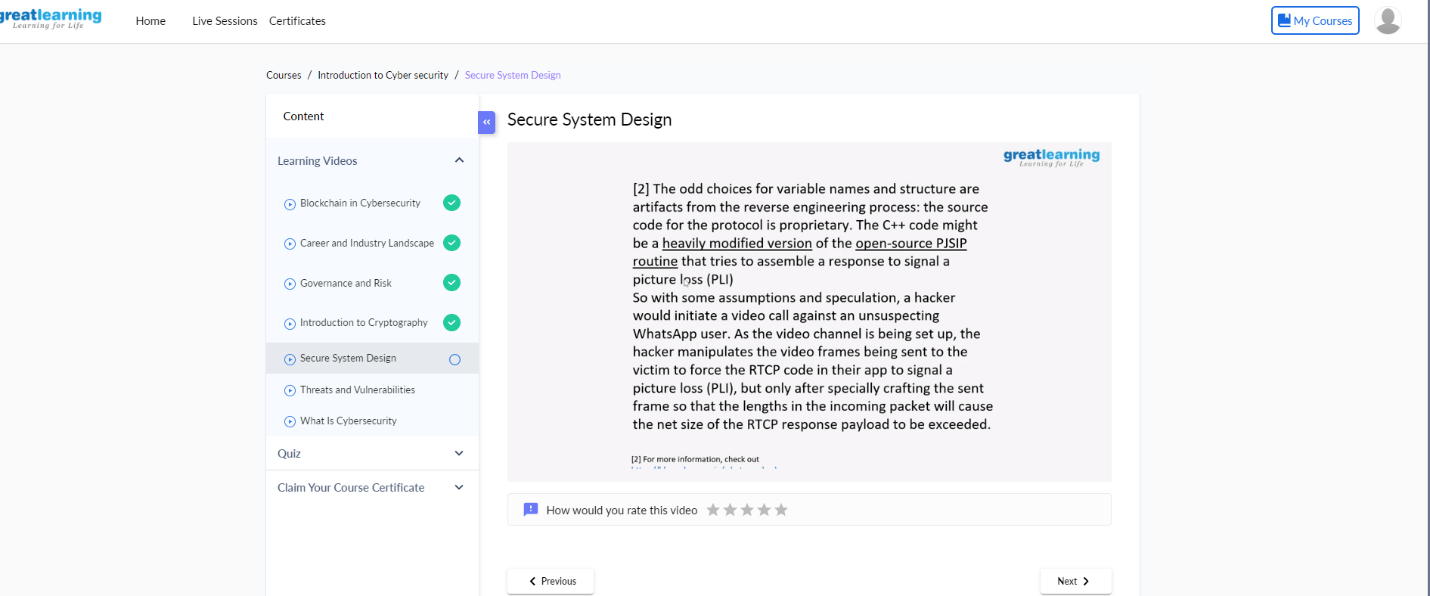 greatlearning
Learning for Life
Home
Live Sessions
Certificates
My Courses
Courses / Introduction to Cyber security / Secure System Design
Content
Learning Videos
Blockchain in Cybersecurity
Career and Industry Landscape
Governance and Risk
Introduction to Cryptography
Secure System Design
Threats and Vulnerabilities
What Is Cybersecurity
Quiz
Claim Your Course Certificate
«
Secure System Design
greatlearning
Learning for Life
[2] The odd choices for variable names and structure are
artifacts from the reverse engineering process: the source
code for the protocol is proprietary. The C++ code might
be a heavily modified version of the open-source PJSIP
routine that tries to assemble a response to signal a
picture loss (PLI)
So with some assumptions and speculation, a hacker
would initiate a video call against an unsuspecting
WhatsApp user. As the video channel is being set up, the
hacker manipulates the video frames being sent to the
victim to force the RTCP code in their app to signal a
picture loss (PLI), but only after specially crafting the sent
frame so that the lengths in the incoming packet will cause
the net size of the RTCP response payload to be exceeded.
[2] For more information, check out
How would you rate this video
Previous
Next